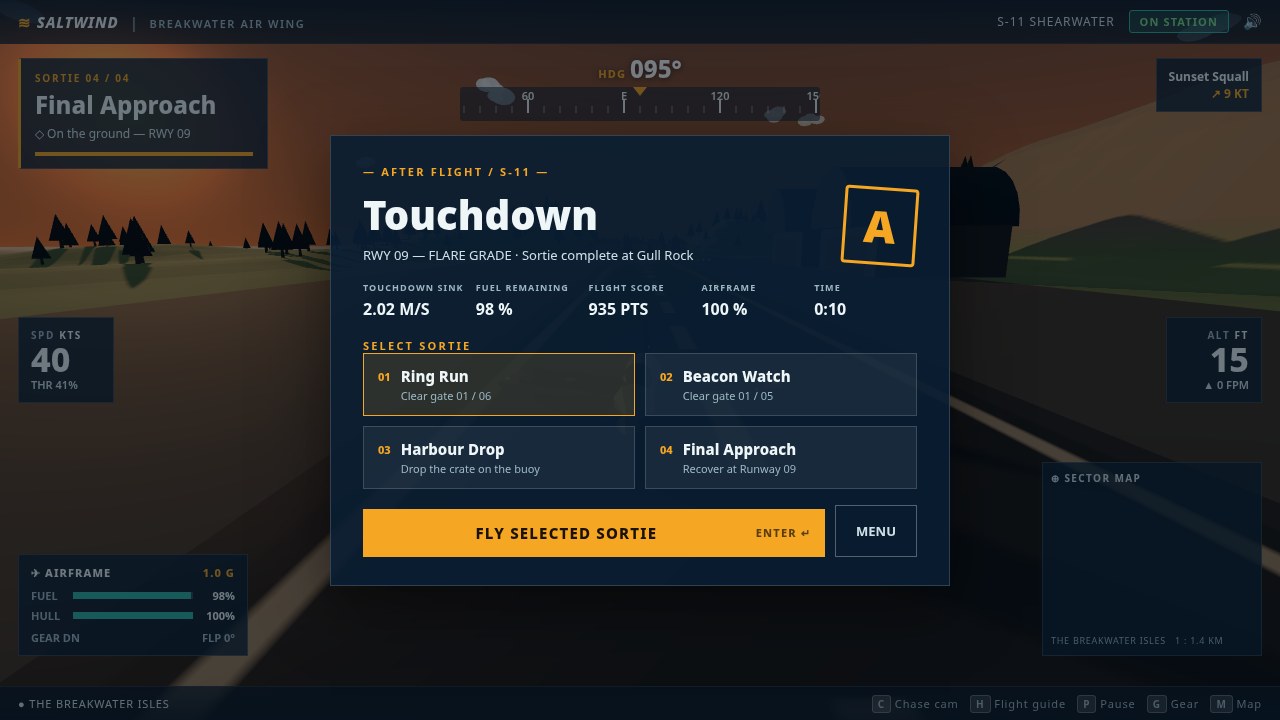 ≋ SALTWIND | BREAKWATER AIR WING
S-11 SHEARWATER
ON STATION
SORTIE 04 / 04
Final Approach
◇ On the ground — RWY 09
HDG 095°
60 E 120 15
Sunset Squall
↗ 9 KT
— AFTER FLIGHT / S-11 —
Touchdown
A
RWY 09 — FLARE GRADE · Sortie complete at Gull Rock
TOUCHDOWN SINK FUEL REMAINING FLIGHT SCORE AIRFRAME TIME
2.02 M/S 98 % 935 PTS 100 % 0:10
SPD KTS
40
THR 41%
ALT FT
15
▲ 0 FPM
SELECT SORTIE
01 Ring Run
Clear gate 01 / 06
02 Beacon Watch
Clear gate 01 / 05
03 Harbour Drop
Drop the crate on the buoy
04 Final Approach
Recover at Runway 09
FLY SELECTED SORTIE ENTER ↵
MENU
⊕ SECTOR MAP
THE BREAKWATER ISLES 1 : 1.4 KM
✈ AIRFRAME 1.0 G
FUEL 98%
HULL 100%
GEAR DN FLP 0°
● THE BREAKWATER ISLES
C Chase cam H Flight guide P Pause G Gear M Map